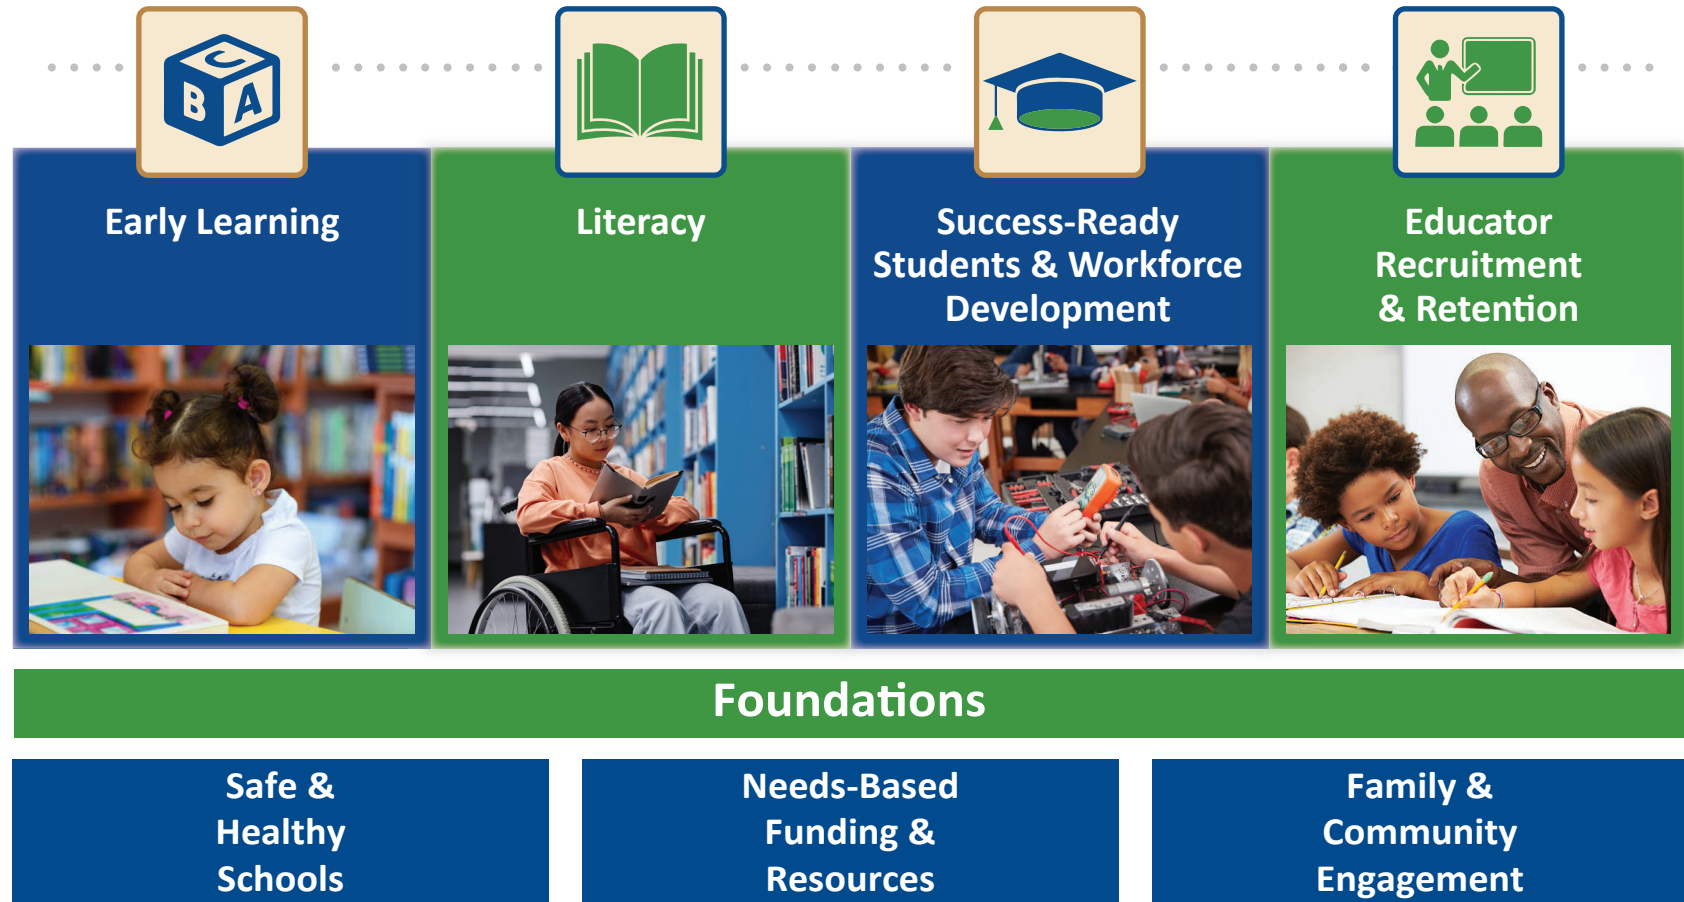 C
B A
Early Learning
Literacy
Success-Ready
Students & Workforce
Development
Educator
Recruitment
& Retention
Foundations
Safe &
Healthy
Schools
Needs-Based
Funding &
Resources
Family &
Community
Engagement